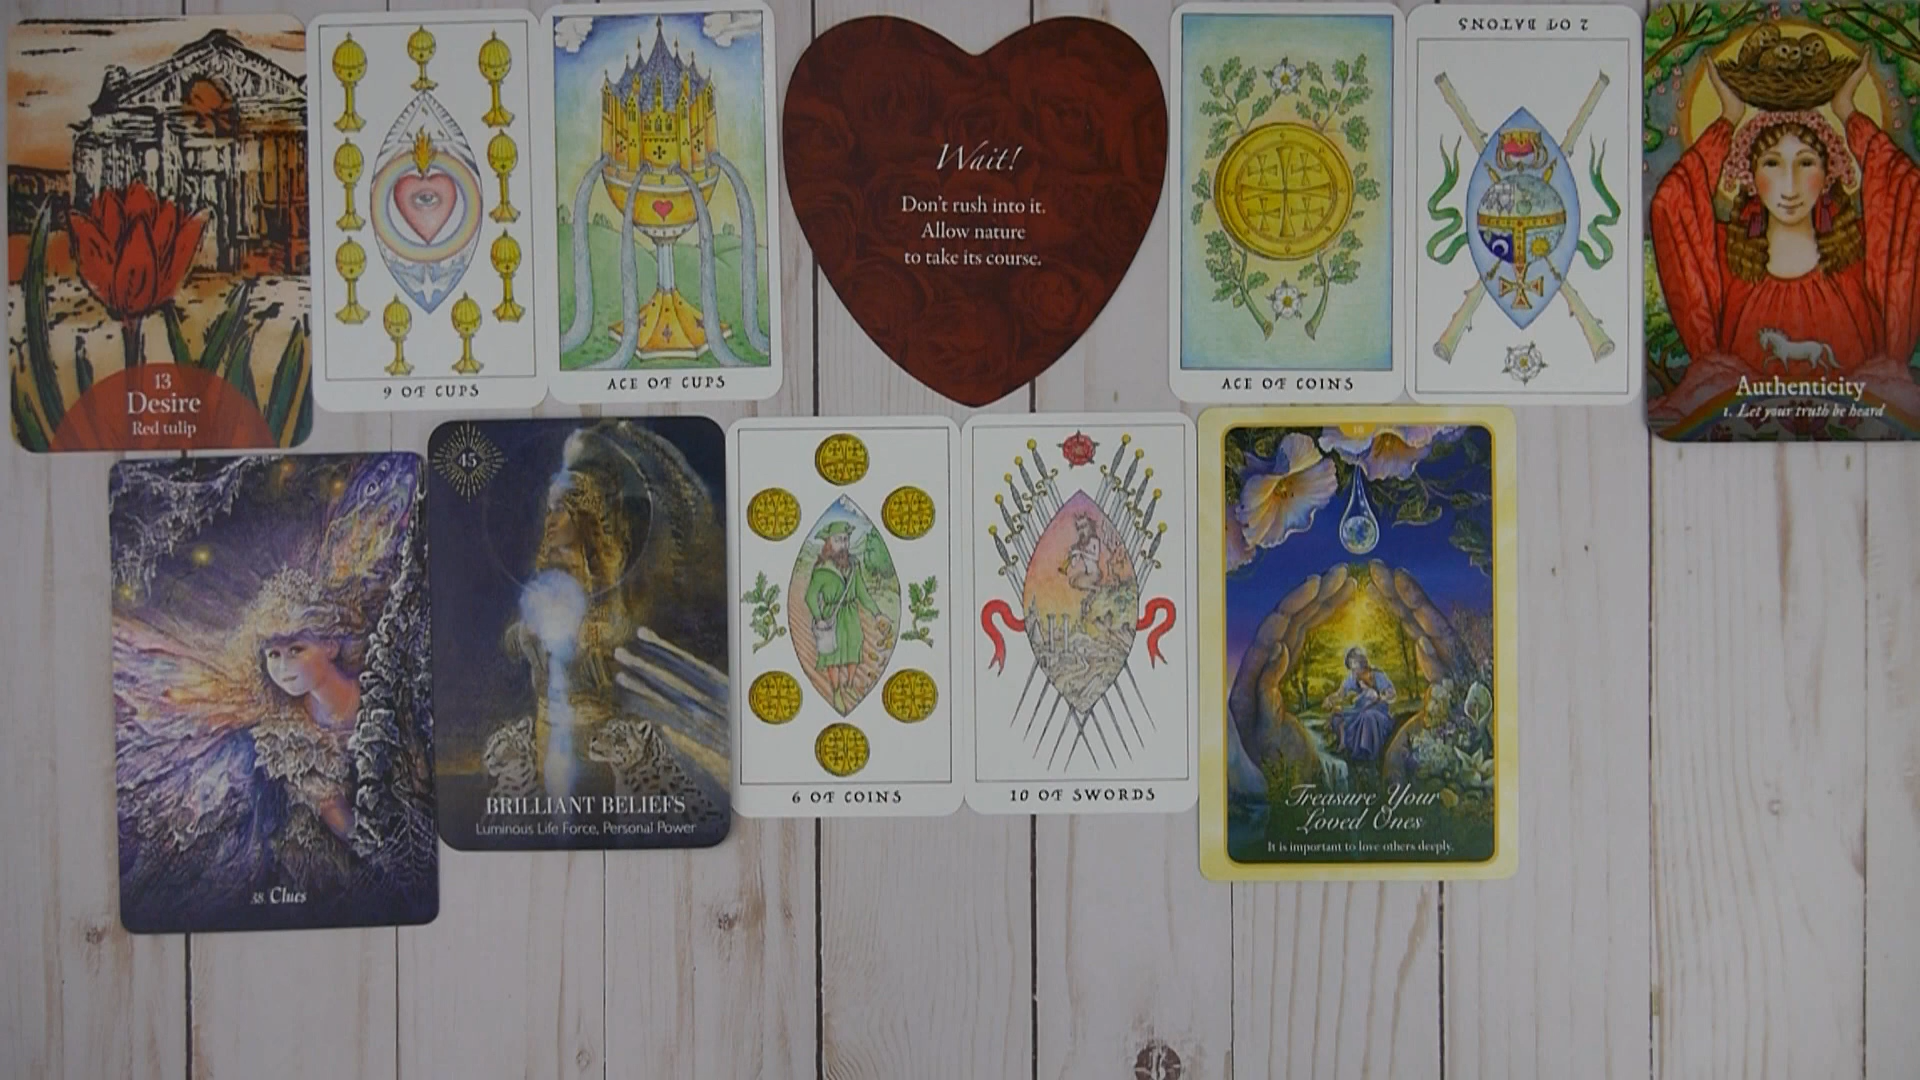 13
Desire
Red tulip
9 OF CUPS
ACE OF CUPS
Wait!
Don't rush into it.
Allow nature
to take its course.
ACE OF COINS
2 OF BATONS
Authenticity
1. Let your truth be heard
38. Clues
45
BRILLIANT BELIEFS
Luminous Life Force, Personal Power
6 OF COINS
10 OF SWORDS
Treasure Your
Loved Ones
It is important to love others deeply.